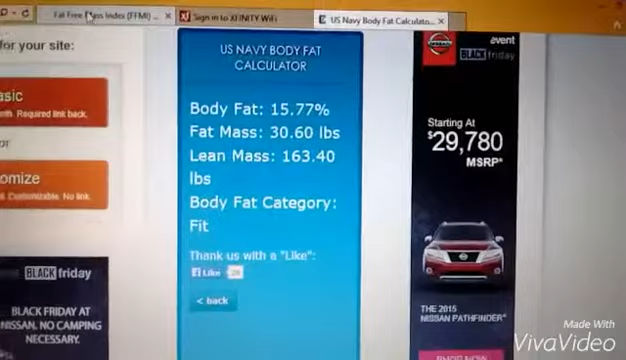 Fat Free Mass Index (FFMI) ...
Sign in to XFINITY WiFi
US Navy Body Fat Calculato...
for your site:
asic
nth. Required link back.
or
omize
Customizable. No link.
BLACK friday
BLACK FRIDAY AT
NISSAN. NO CAMPING
NECESSARY.
US NAVY BODY FAT
CALCULATOR
Body Fat: 15.77%
Fat Mass: 30.60 lbs
Lean Mass: 163.40
lbs
Body Fat Category:
Fit
Thank us with a "Like":
Like
< back
NISSAN
event
BLACK friday
Starting At
$29,780
MSRP*
THE 2015
NISSAN PATHFINDER®
SHOP NOW
Made With
VivaVideo